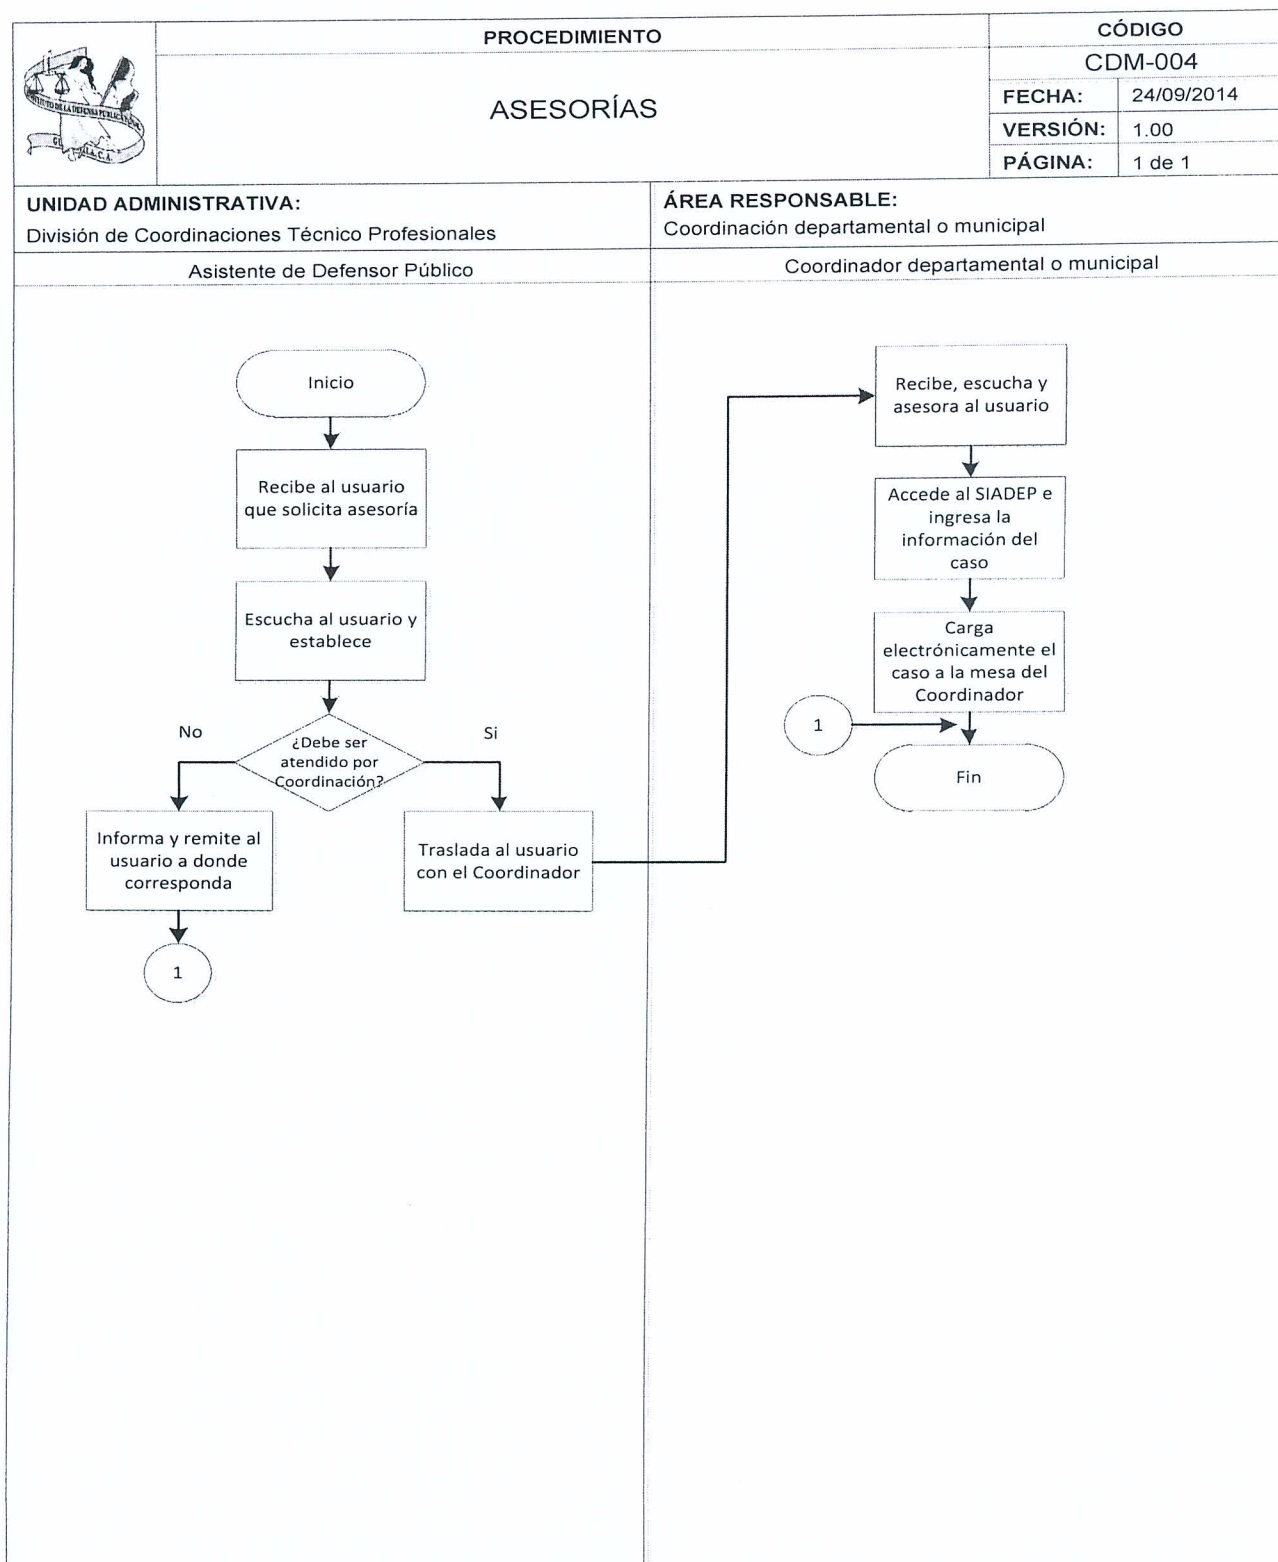 PROCEDIMIENTO
CÓDIGO
CDM-004
ASESORÍAS
FECHA: 24/09/2014
VERSIÓN: 1.00
PÁGINA: 1 de 1
UNIDAD ADMINISTRATIVA:
División de Coordinaciones Técnico Profesionales
ÁREA RESPONSABLE:
Coordinación departamental o municipal
Asistente de Defensor Público
Coordinador departamental o municipal
Inicio
Recibe al usuario
que solicita asesoría
Escucha al usuario y
establece
¿Debe ser
atendido por
Coordinación?
No
Si
Informa y remite al
usuario a donde
corresponda
1
Traslada al usuario
con el Coordinador
Recibe, escucha y
asesora al usuario
Accede al SIADEP e
ingresa la
información del
caso
Carga
electrónicamente el
caso a la mesa del
Coordinador
1
Fin